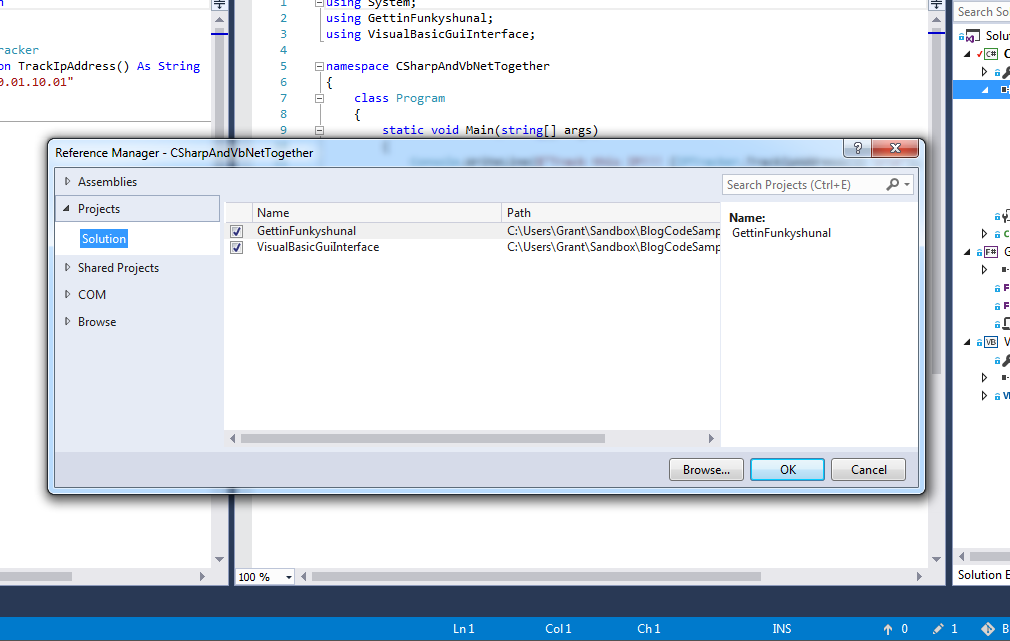 racker
on TrackIpAddress() As String
0.01.10.01"
1 using System;
2 using GettinFunkyshunal;
3 using VisualBasicGuiInterface;
4
5 namespace CSharpAndVbNetTogether
6 {
7 class Program
8 {
9 static void Main(string[] args)
Search So
Solut
C# C
Reference Manager - CSharpAndVbNetTogether
?
Assemblies
Projects
Solution
Shared Projects
COM
Browse
Search Projects (Ctrl+E)
Name Path
GettinFunkyshunal C:\Users\Grant\Sandbox\BlogCodeSamp
VisualBasicGuiInterface C:\Users\Grant\Sandbox\BlogCodeSamp
Name:
GettinFunkyshunal
Browse... OK Cancel
C
F# G
F
F
VB V
VI
100 %
Solution E
Ln 1 Col 1 Ch 1 INS 0 1 B